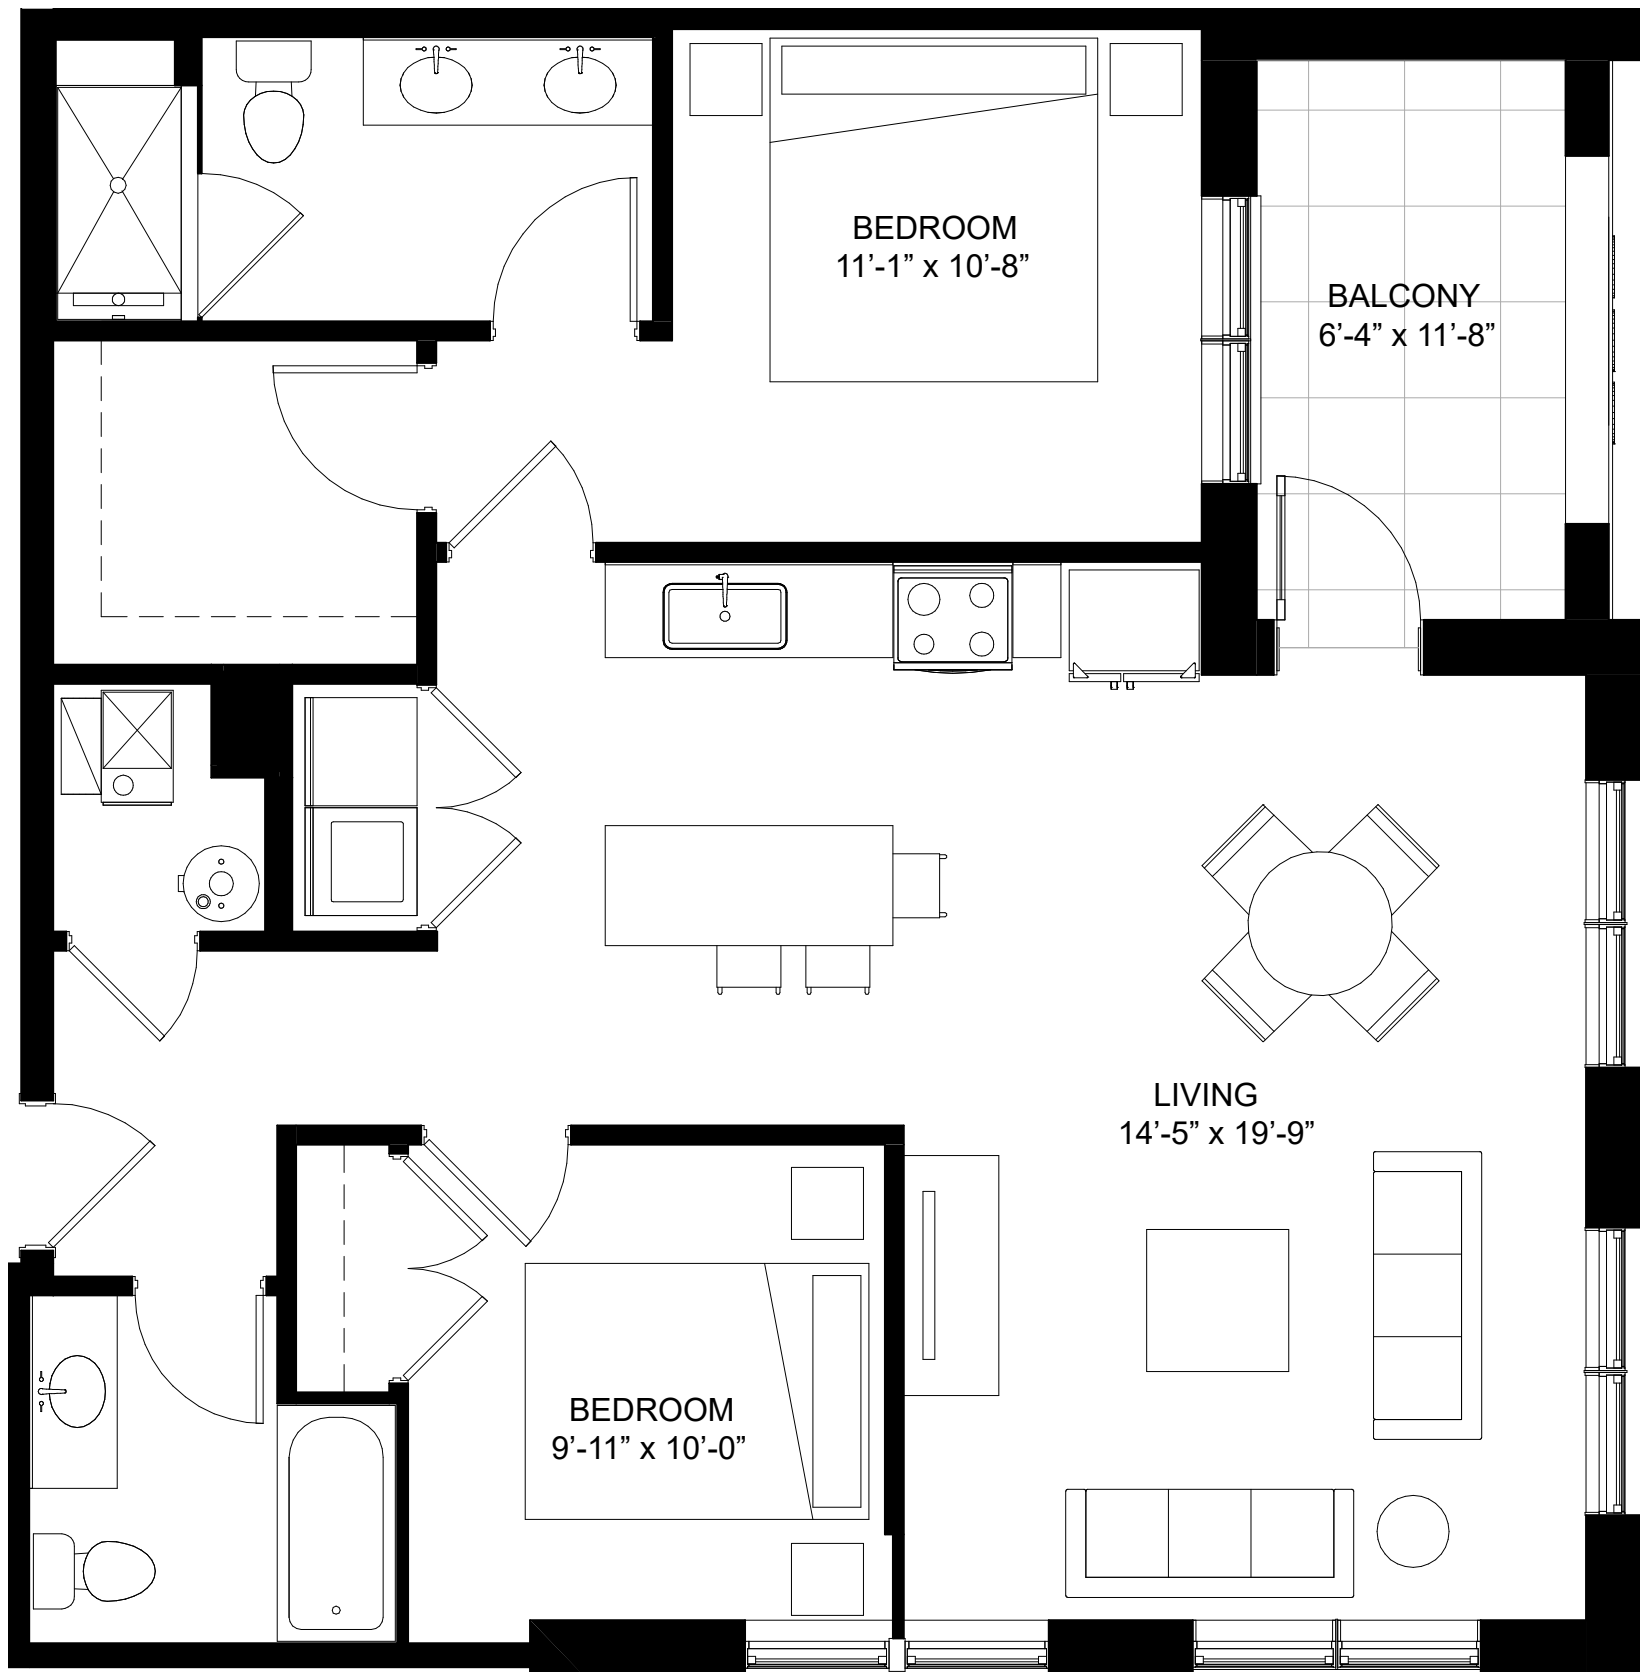 BEDROOM
11’-1” x 10’-8”
BALCONY
6’-4” x 11’-8”
LIVING
14’-5” x 19’-9”
BEDROOM
9’-11” x 10’-0”